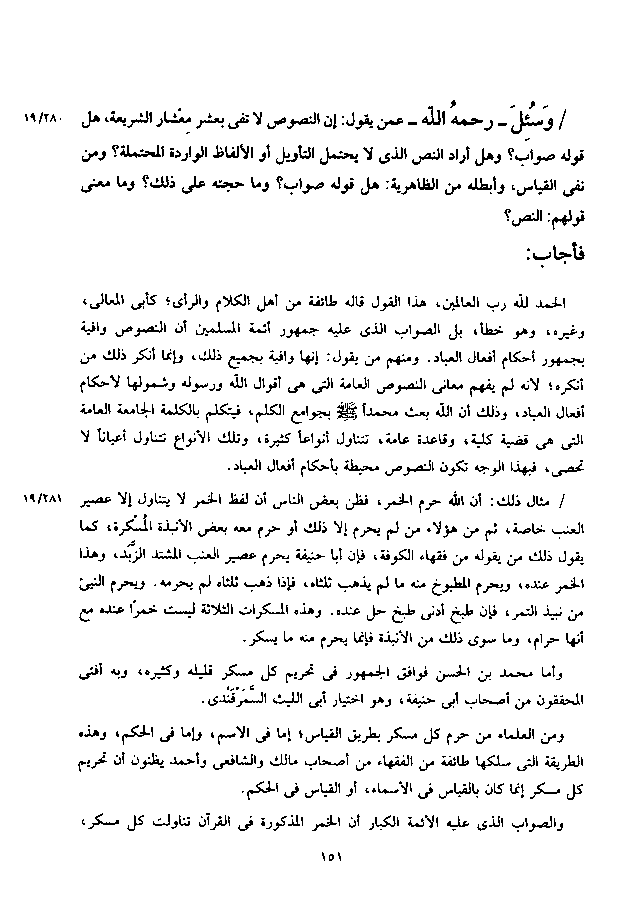 / وَسُئِلَ ـ رحمهُ اللّه ـ عمن يقول: إن النصوص لا تفى بعشر مِعْشار الشريعة، هل ١٩/٢٨٠
قوله صواب؟ وهل أراد النص الذى لا يحتمل التأويل أو الألفاظ الواردة المحتملة؟ ومن
نفى القياس، وأبطله من الظاهرية: هل قوله صواب؟ وما حجته على ذلك؟ وما معنى
قولهم: النص؟
فأجاب:
الحمد للّه رب العالمين، هذا القول قاله طائفة من أهل الكلام والرأى؛ كأبى المعالى،
وغيره، وهو خطأ، بل الصواب الذى عليه جمهور أئمة المسلمين أن النصوص وافية
بجمهور أحكام أفعال العباد. ومنهم من يقول: إنها وافية بجميع ذلك، وإنما أنكر ذلك من
أنكره؛ لأنه لم يفهم معانى النصوص العامة التى هى أقوال اللّه ورسوله وشمولها لأحكام
أفعال العباد، وذلك أن اللّه بعث محمداً ﷺ بجوامع الكلم، فيتكلم بالكلمة الجامعة العامة
التى هى قضية كلية، وقاعدة عامة، تتناول أنواعاً كثيرة، وتلك الأنواع تتناول أعياناً لا
تحصى، فبهذا الوجه تكون النصوص محيطة بأحكام أفعال العباد.
/ مثال ذلك: أن اللّه حرم الخمر، فظن بعض الناس أن لفظ الخمر لا يتناول إلا عصير ١٩/٢٨١
العنب خاصة، ثم من هؤلاء من لم يحرم إلا ذلك أو حرم معه بعض الأنبذة المُسْكرة، كما
يقول ذلك من يقوله من فقهاء الكوفة، فإن أبا حنيفة يحرم عصير العنب المشتد الزَّبَد، وهذا
الخمر عنده، ويحرم المطبوخ منه ما لم يذهب ثلثاه، فإذا ذهب ثلثاه لم يحرمه. ويحرم النيئ
من نبيذ التمر، فإن طبخ أدنى طبخ حل عنده. وهذه المسكرات الثلاثة ليست خمرًا عنده مع
أنها حرام، وما سوى ذلك من الأنبذة فإنما يحرم منه ما يسكر.
وأما محمد بن الحسن فوافق الجمهور فى تحريم كل مسكر قليله وكثيره، وبه أفتى
المحققون من أصحاب أبى حنيفة، وهو اختيار أبى الليث السَّمَرْقَنْدى.
ومن العلماء من حرم كل مسكر بطريق القياس؛ إما فى الاسم، وإما فى الحكم، وهذه
الطريقة التى سلكها طائفة من الفقهاء من أصحاب مالك والشافعى وأحمد يظنون أن تحريم
كل مسكر إنما كان بالقياس فى الأسماء، أو القياس فى الحكم.
والصواب الذى عليه الأئمة الكبار أن الخمر المذكورة فى القرآن تناولت كل مسكر،
١٥١